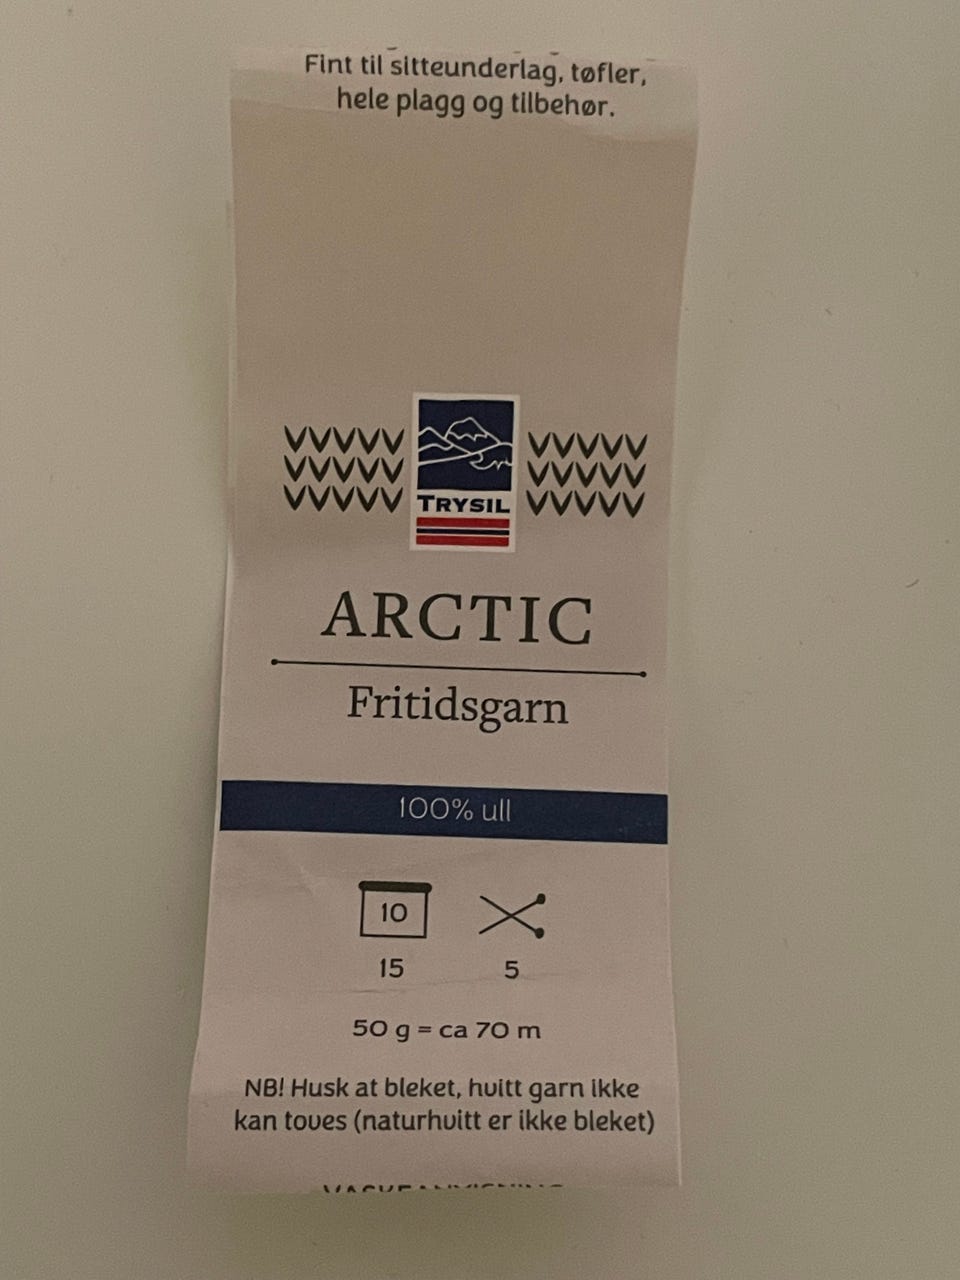 Fint til sitteunderlag, tøfler,
hele plagg og tilbehør.
TRYSIL
ARCTIC
Fritidsgarn
100% ull
10
15
5
50 g = ca 70 m
NB! Husk at bleket, hvitt garn ikke
kan toves (naturhvitt er ikke bleket)